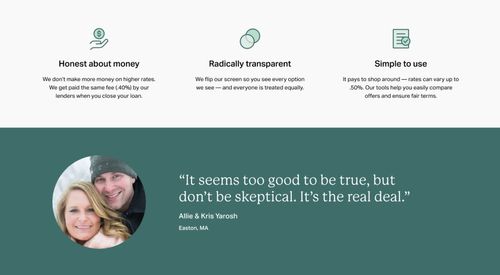 Honest about money
We don't make more money on higher rates.
We get paid the same fee (.40%) by our
lenders when you close your loan.
Radically transparent
We flip our screen so you see every option
we see — and everyone is treated equally.
Simple to use
It pays to shop around — rates can vary up to
.50%. Our tools help you easily compare
offers and ensure fair terms.
“It seems too good to be true, but
don’t be skeptical. It’s the real deal.”
Allie & Kris Yarosh
Easton, MA